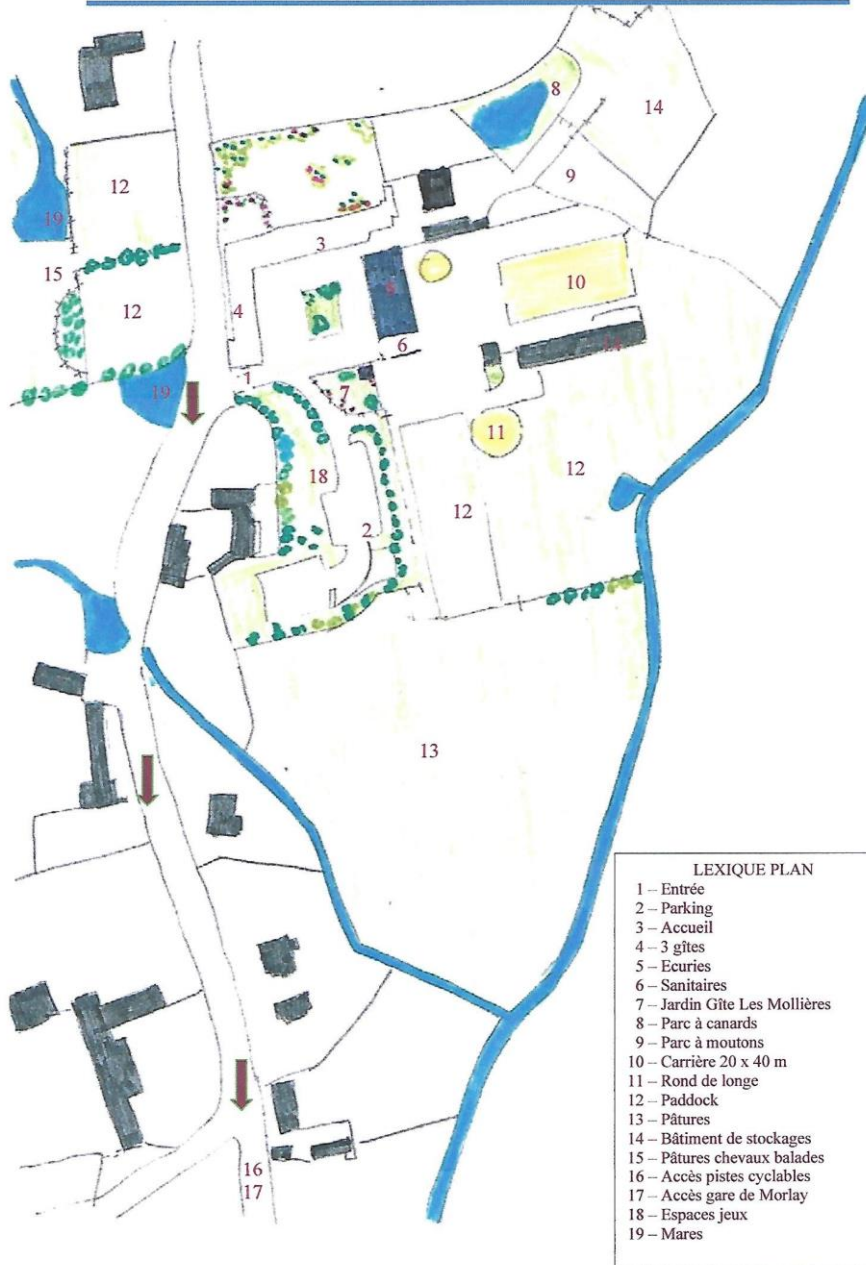 8
14
12
9
19
3
15
10
12
4
5
6
14
1
19
7
11
18
12
12
2
13
LEXIQUE PLAN
1 – Entrée
2 – Parking
3 – Accueil
4 – 3 gîtes
5 – Ecuries
6 – Sanitaires
7 – Jardin Gîte Les Mollières
8 – Parc à canards
9 – Parc à moutons
10 – Carrière 20 x 40 m
11 – Rond de longe
12 – Paddock
13 – Pâtures
14 – Bâtiment de stockages
15 – Pâtures chevaux balades
16 – Accès pistes cyclables
17 – Accès gare de Morlay
18 – Espaces jeux
19 – Mares
16
17